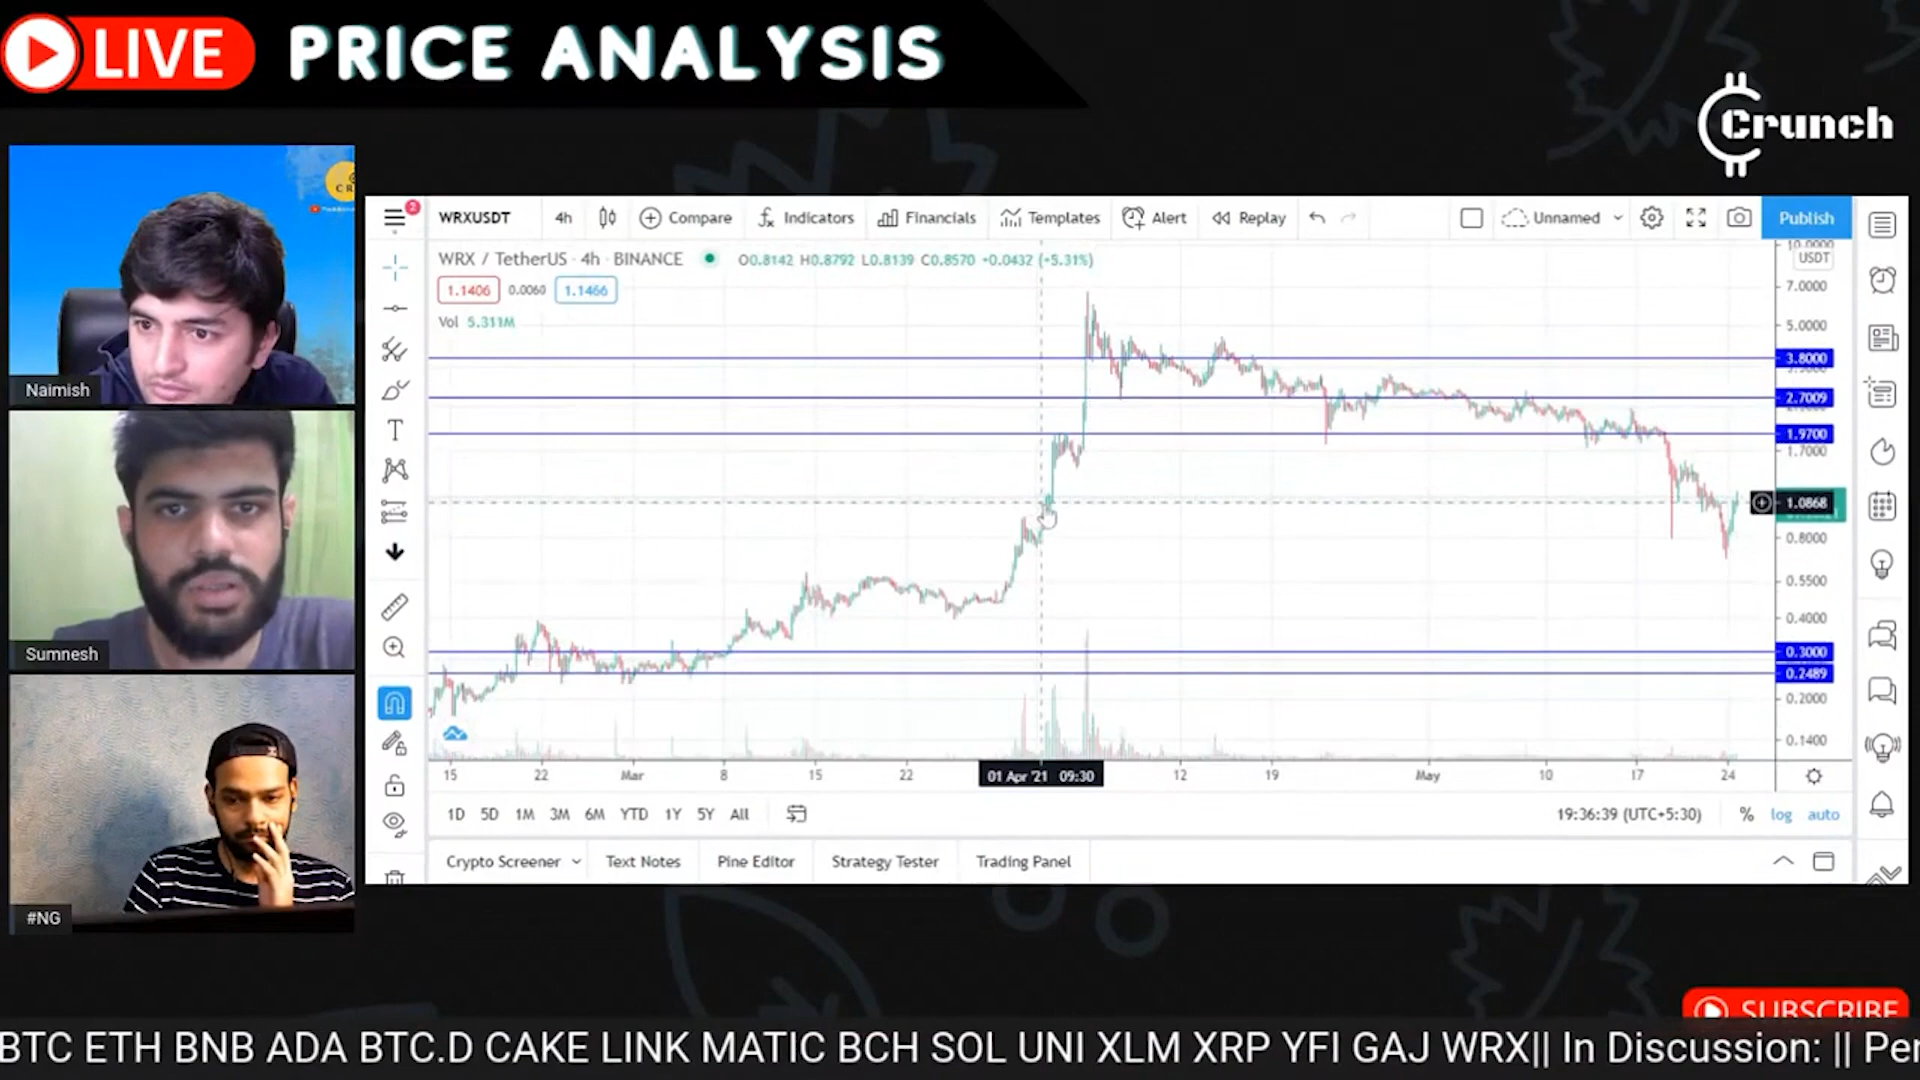 LIVE PRICE ANALYSIS
Crunch
Naimish
Sumnesh
#NG
2
WRXUSDT 4h Compare Indicators Financials Templates Alert Replay Unnamed Publish
WRX / TetherUS · 4h · BINANCE O0.8142 H0.8792 L0.8139 C0.8570 +0.0432 (+5.31%)
1.1406 0.0060 1.1466
Vol 5.311M
10.0000
USDT
7.0000
5.0000
3.8000
2.7009
1.9700
1.7000
1.0868
0.8000
0.5500
0.4000
0.3000
0.2489
0.2000
0.1400
15 22 Mar 8 15 22 01 Apr '21 09:30 12 19 May 10 17 24
1D 5D 1M 3M 6M YTD 1Y 5Y All 19:36:39 (UTC+5:30) % log auto
Crypto Screener Text Notes Pine Editor Strategy Tester Trading Panel
SUBSCRIBE
BTC ETH BNB ADA BTC.D CAKE LINK MATIC BCH SOL UNI XLM XRP YFI GAJ WRX|| In Discussion: || Per